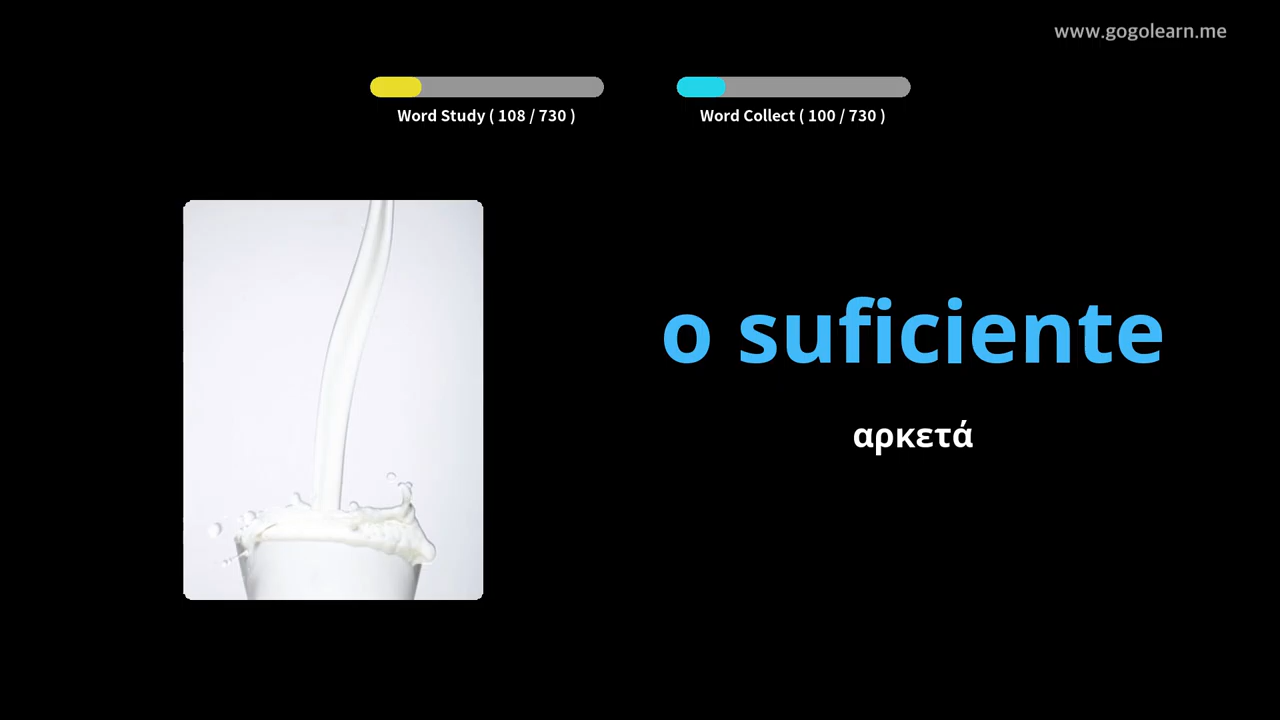 www.gogolearn.me
Word Study ( 108 / 730 )
Word Collect ( 100 / 730 )
o suficiente
αρκετά